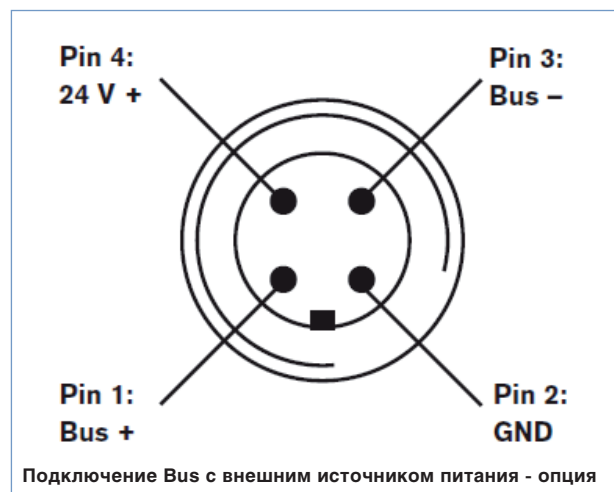 Pin 4:
24 V +
Pin 3:
Bus –
Pin 1:
Bus +
Pin 2:
GND
Подключение Bus с внешним источником питания - опция